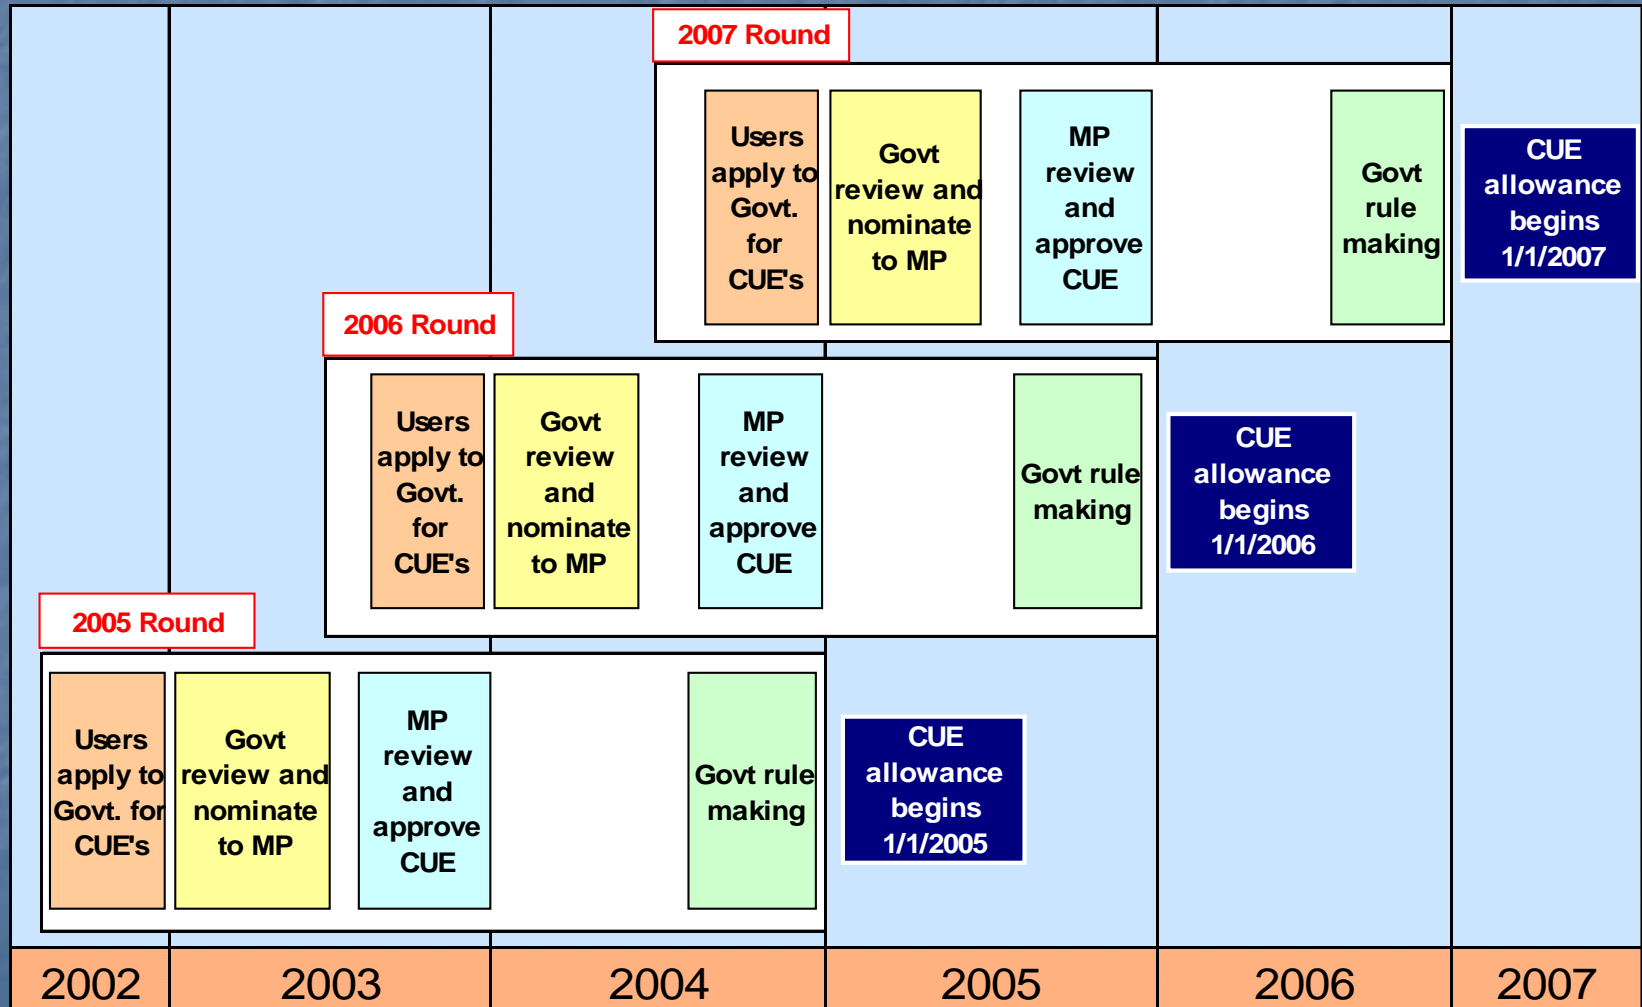 2007 Round
Users
apply to
Govt.
for
CUE's
Govt
review and
nominate
to MP
MP
review
and
approve
CUE
Govt
rule
making
CUE
allowance
begins
1/1/2007
2006 Round
Users
apply to
Govt.
for
CUE's
Govt
review
and
nominate
to MP
MP
review
and
approve
CUE
Govt rule
making
CUE
allowance
begins
1/1/2006
2005 Round
Users
apply to
Govt. for
CUE's
Govt
review and
nominate
to MP
MP
review
and
approve
CUE
Govt rule
making
CUE
allowance
begins
1/1/2005
2002 2003 2004 2005 2006 2007